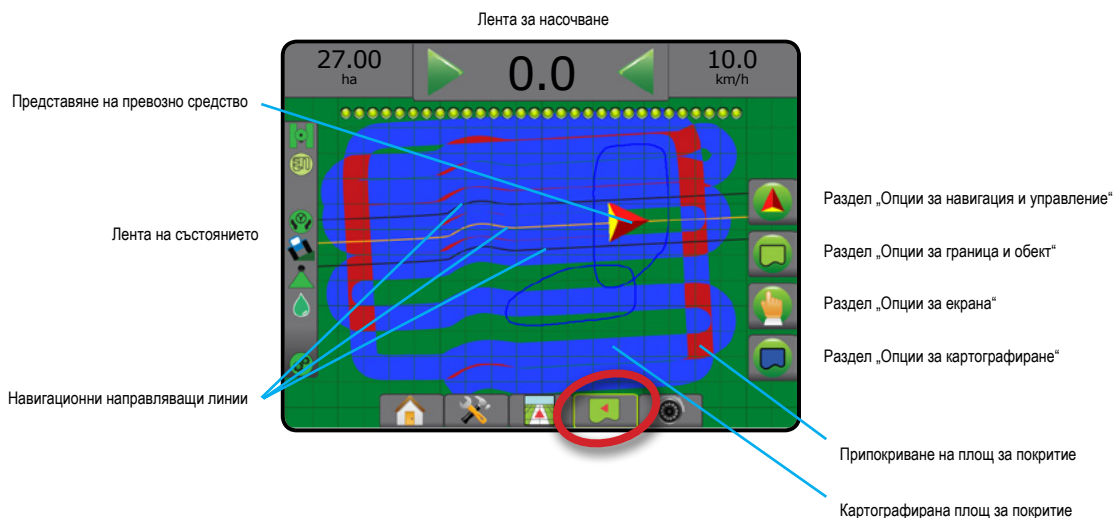 Лента за насочване
27.00
ha
0.0
10.0
km/h
Представяне на превозно средство
Лента на състоянието
Навигационни направляващи линии
Раздел „Опции за навигация и управление“
Раздел „Опции за граница и обект“
Раздел „Опции за екрана“
Раздел „Опции за картографиране“
Припокриване на площ за покритие
Картографирана площ за покритие